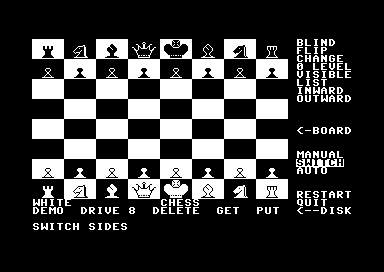 BLIND
FLIP
CHANGE
0 LEVEL
VISIBLE
LIST
INWARD
OUTWARD
<-BOARD
MANUAL
SWITCH
AUTO
RESTART
WHITE CHESS QUIT
DEMO DRIVE 8 DELETE GET PUT <--DISK
SWITCH SIDES